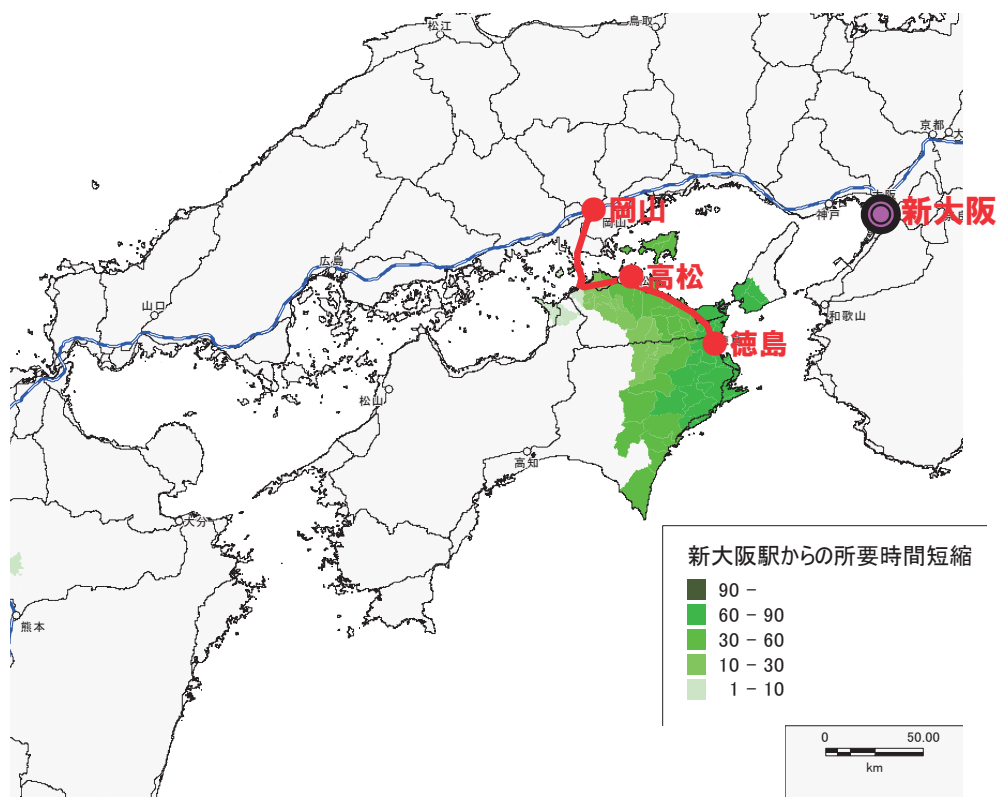 松江
鳥取
京都
大
大阪
新大阪
奈良
神戸
岡山
岡山
広島
高松
山口
和歌山
徳島
松山
高知
大分
熊本
新大阪駅からの所要時間短縮
90 -
60 - 90
30 - 60
10 - 30
1 - 10
0 50.00
km